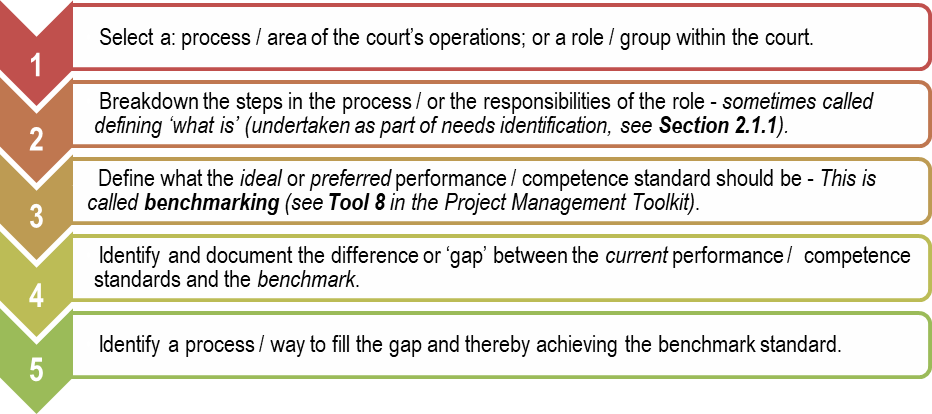 1
Select a: process / area of the court's operations; or a role / group within the court.
2
Breakdown the steps in the process / or the responsibilities of the role - sometimes called
defining 'what is' (undertaken as part of needs identification, see Section 2.1.1).
3
Define what the ideal or preferred performance / competence standard should be - This is
called benchmarking (see Tool 8 in the Project Management Toolkit).
4
Identify and document the difference or 'gap' between the current performance / competence
standards and the benchmark.
5
Identify a process / way to fill the gap and thereby achieving the benchmark standard.